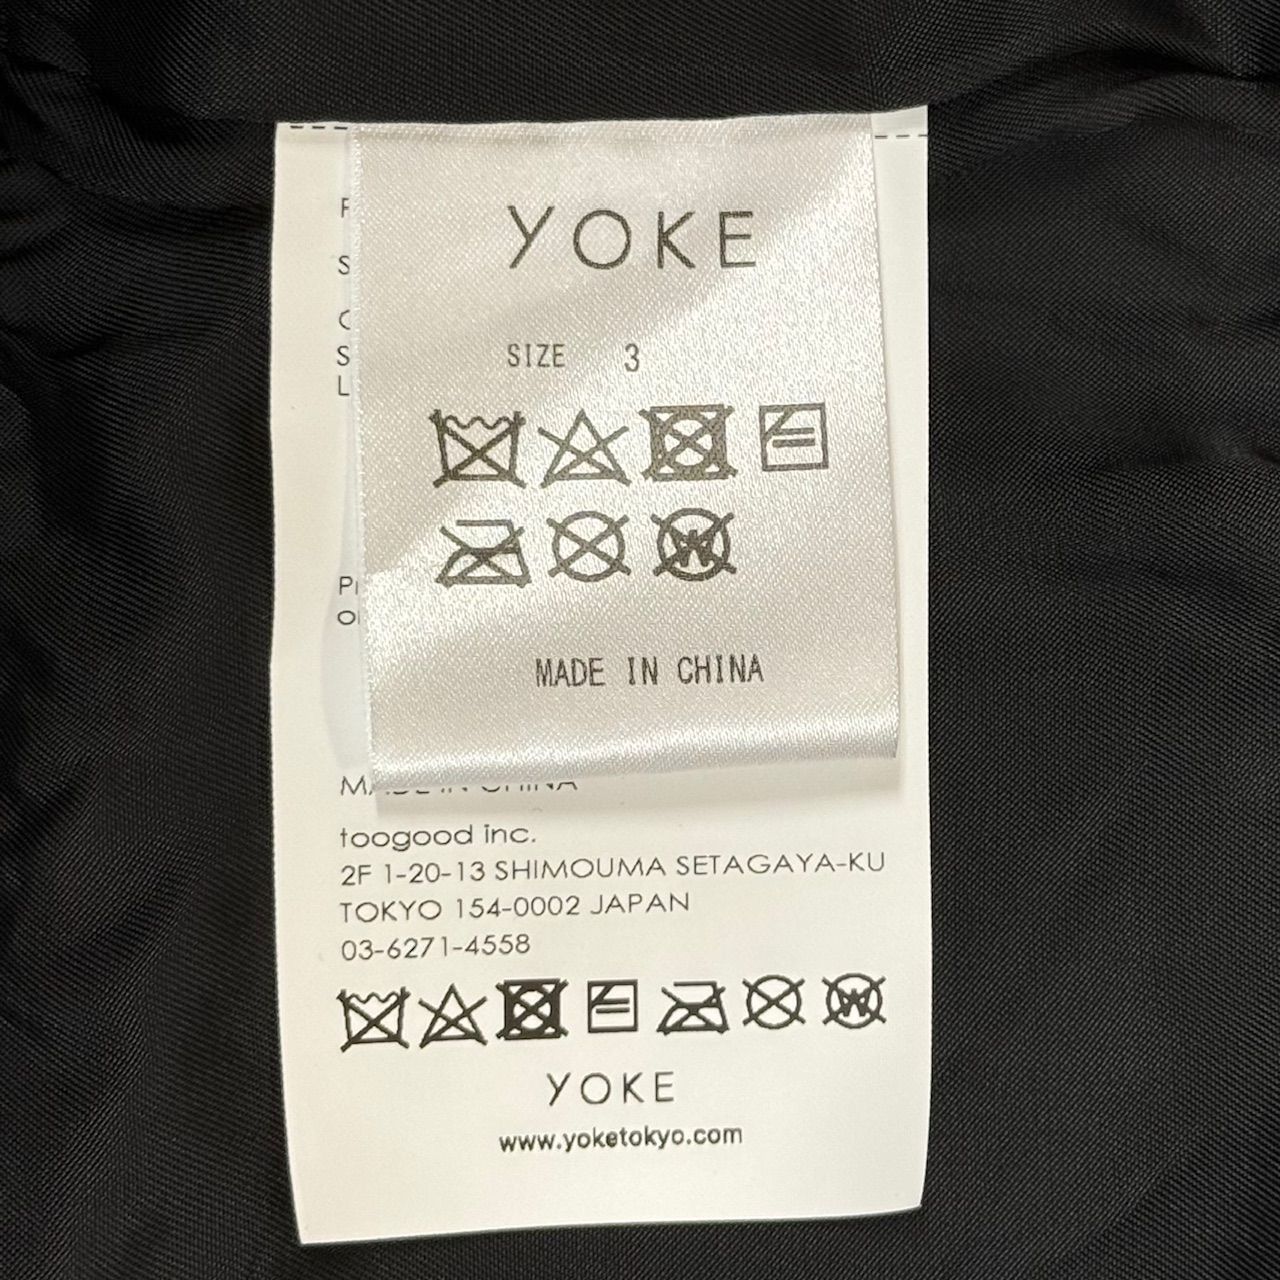 YOKE
SIZE 3
MADE IN CHINA
toogood inc.
2F 1-20-13 SHIMOUMA SETAGAYA-KU
TOKYO 154-0002 JAPAN
03-6271-4558
YOKE
www.yoketokyo.com